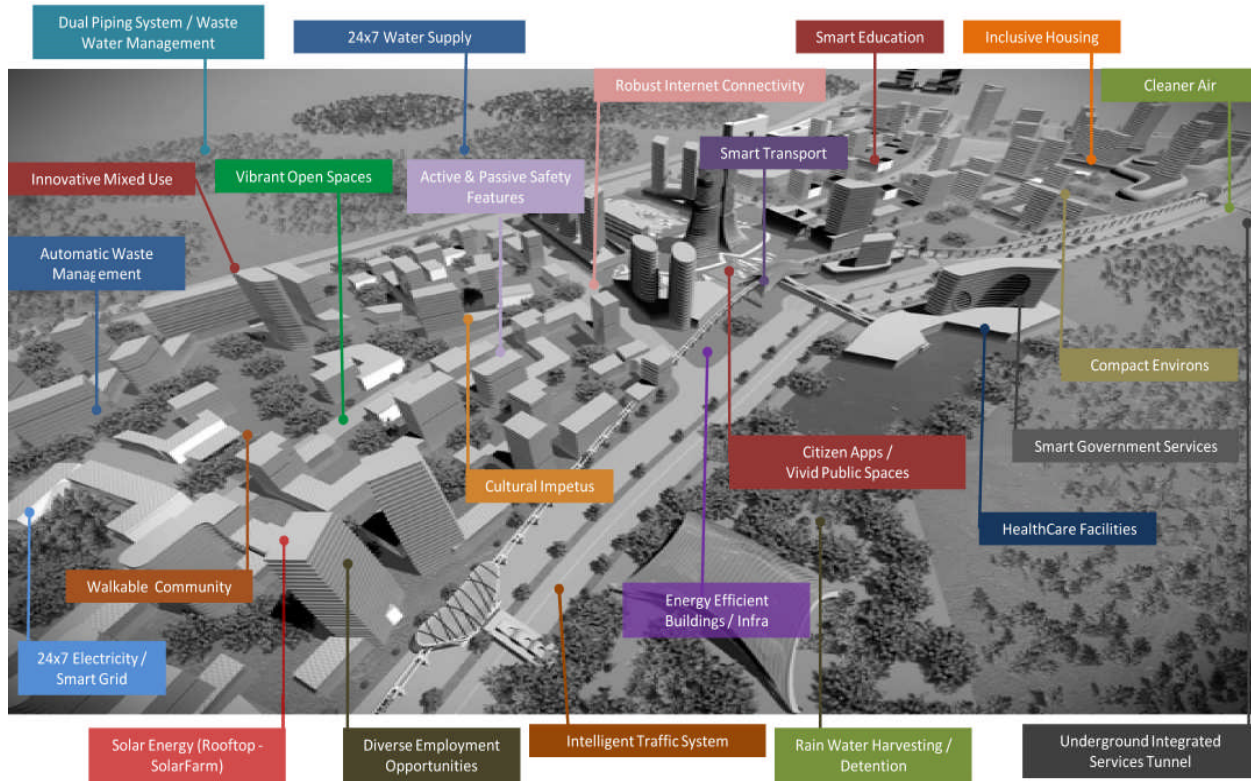 Dual Piping System / Waste
Water Management
24x7 Water Supply
Smart Education
Inclusive Housing
Robust Internet Connectivity
Cleaner Air
Smart Transport
Innovative Mixed Use
Vibrant Open Spaces
Active & Passive Safety
Features
Automatic Waste
Management
Compact Environs
Citizen Apps /
Vivid Public Spaces
Smart Government Services
Cultural Impetus
HealthCare Facilities
Walkable Community
Energy Efficient
Buildings / Infra
24x7 Electricity /
Smart Grid
Solar Energy (Rooftop -
SolarFarm)
Diverse Employment
Opportunities
Intelligent Traffic System
Rain Water Harvesting /
Detention
Underground Integrated
Services Tunnel